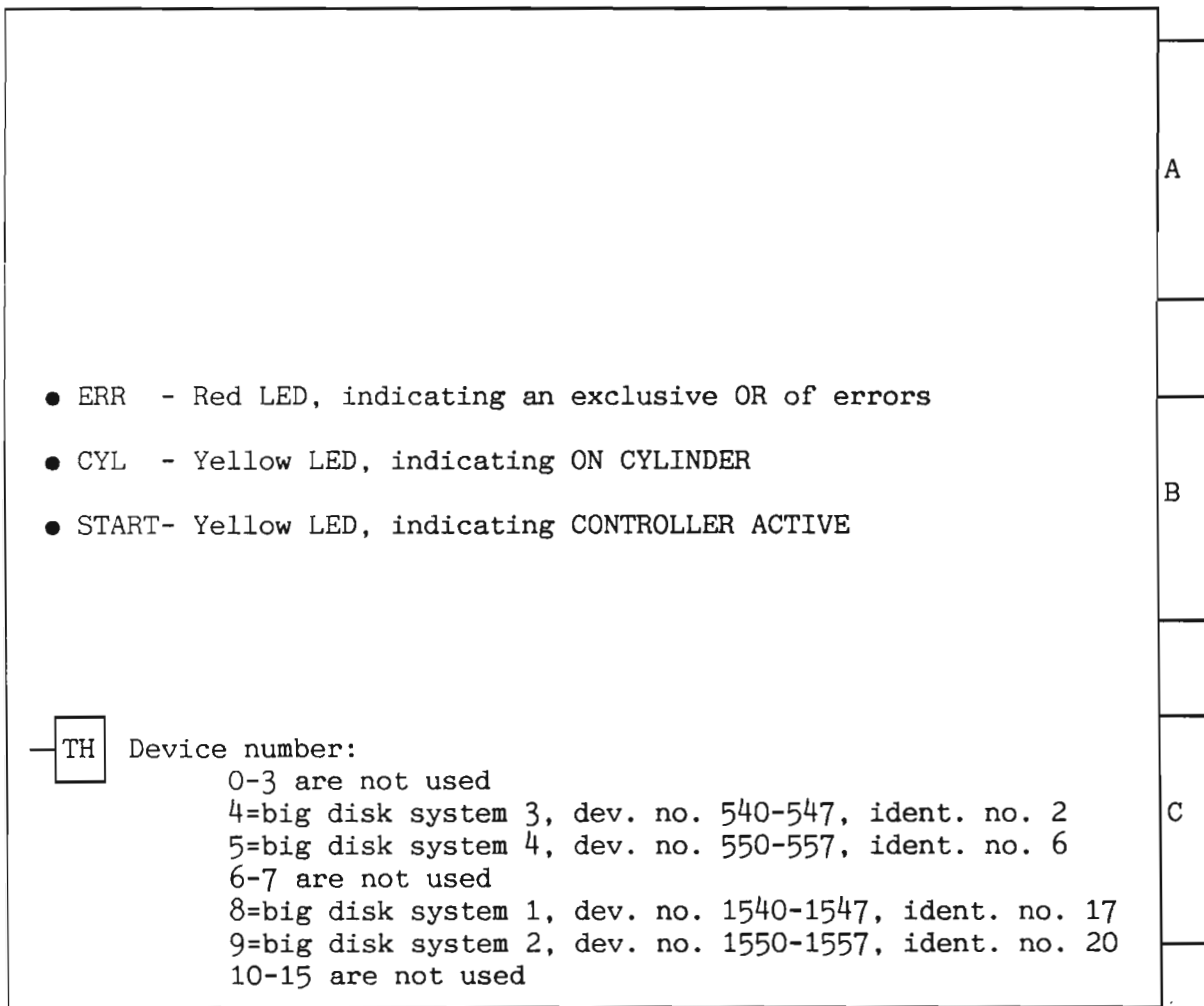 A
● ERR - Red LED, indicating an exclusive OR of errors
● CYL - Yellow LED, indicating ON CYLINDER
B
● START- Yellow LED, indicating CONTROLLER ACTIVE
TH Device number:
0-3 are not used
4=big disk system 3, dev. no. 540-547, ident. no. 2
C
5=big disk system 4, dev. no. 550-557, ident. no. 6
6-7 are not used
8=big disk system 1, dev. no. 1540-1547, ident. no. 17
9=big disk system 2, dev. no. 1550-1557, ident. no. 20
10-15 are not used